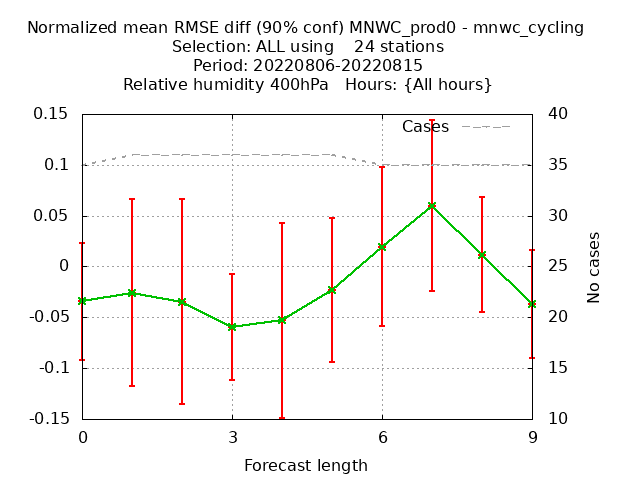 Normalized mean RMSE diff (90% conf) MNWC_prod0 - mnwc_cycling
Selection: ALL using    24 stations
Period: 20220806-20220815
Relative humidity 400hPa   Hours: {All hours}
0.15
0.1
0.05
0
-0.05
-0.1
-0.15
Cases
40
35
30
25
20
15
10
No cases
0
3
6
9
Forecast length